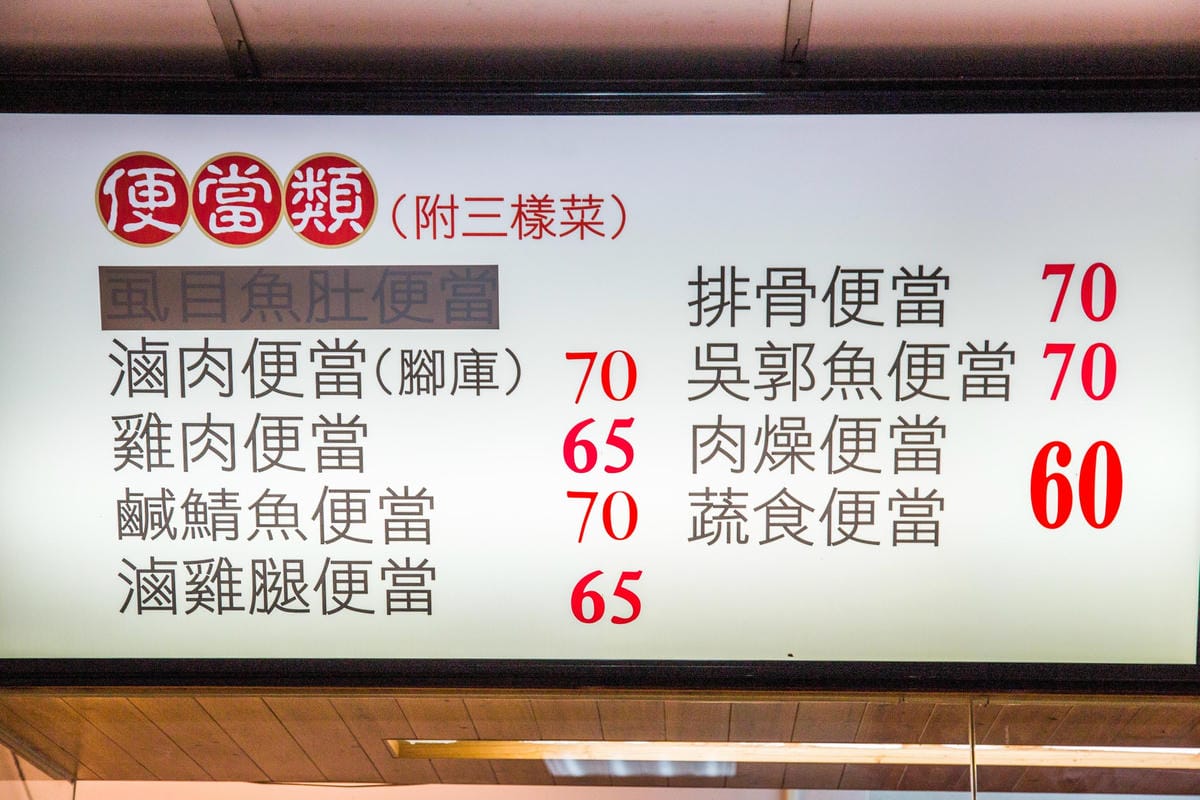 便當類(附三樣菜)
虱目魚肚便當
滷肉便當(腳庫) 70
雞肉便當 65
鹹鯖魚便當 70
滷雞腿便當 65
排骨便當 70
吳郭魚便當 70
肉燥便當
蔬食便當
60